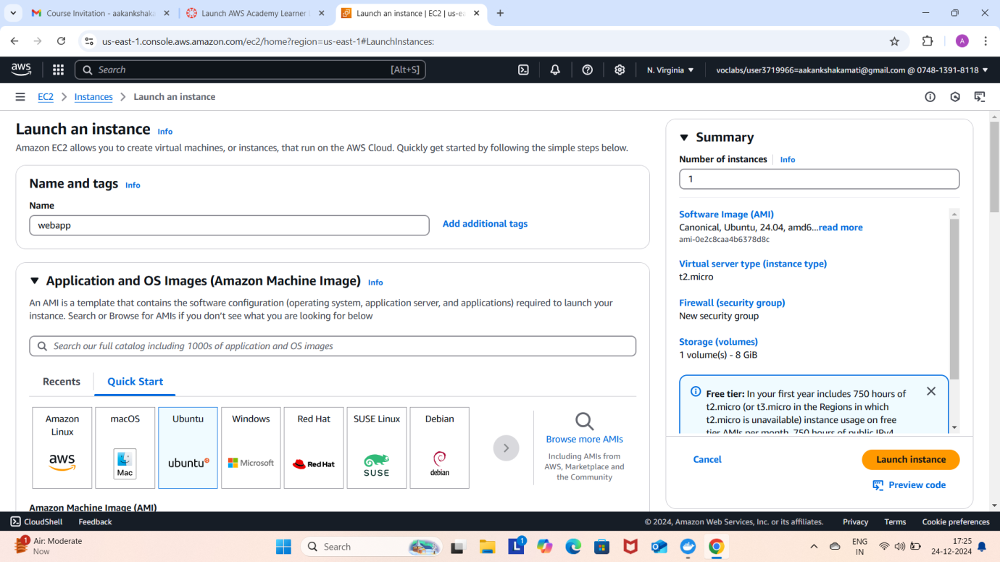 Course Invitation - aakankshaka
Launch AWS Academy Learner
Launch an instance | EC2 | us-ea
us-east-1.console.aws.amazon.com/ec2/home?region=us-east-1#LaunchInstances:
A
aws
Search
[Alt+S]
N. Virginia
voclabs/user3719966=aakankshakamati@gmail.com @ 0748-1391-8118
EC2
Instances
Launch an instance
Launch an instance Info
Amazon EC2 allows you to create virtual machines, or instances, that run on the AWS Cloud. Quickly get started by following the simple steps below.
Name and tags Info
Name
webapp
Add additional tags
Application and OS Images (Amazon Machine Image) Info
An AMI is a template that contains the software configuration (operating system, application server, and applications) required to launch your
instance. Search or Browse for AMIs if you don't see what you are looking for below
Search our full catalog including 1000s of application and OS images
Recents
Quick Start
Amazon
Linux
aws
macOS
Mac
Ubuntu
ubuntu
Windows
Microsoft
Red Hat
Red Hat
SUSE Linux
SUSE
Debian
debian
Browse more AMIs
Including AMIs from
AWS, Marketplace and
the Community
Amazon Machine Image (AMI)
Summary
Number of instances Info
1
Software Image (AMI)
Canonical, Ubuntu, 24.04, amd6...read more
ami-0e2c8caa4b6378d8c
Virtual server type (instance type)
t2.micro
Firewall (security group)
New security group
Storage (volumes)
1 volume(s) - 8 GiB
Free tier: In your first year includes 750 hours of
t2.micro (or t3.micro in the Regions in which
t2.micro is unavailable) instance usage on free
tier AMIs per month, 750 hours of public IPv4
Cancel
Launch instance
Preview code
CloudShell
Feedback
© 2024, Amazon Web Services, Inc. or its affiliates.
Privacy
Terms
Cookie preferences
1
Air: Moderate
Now
Search
L
1
ENG
IN
17:25
24-12-2024